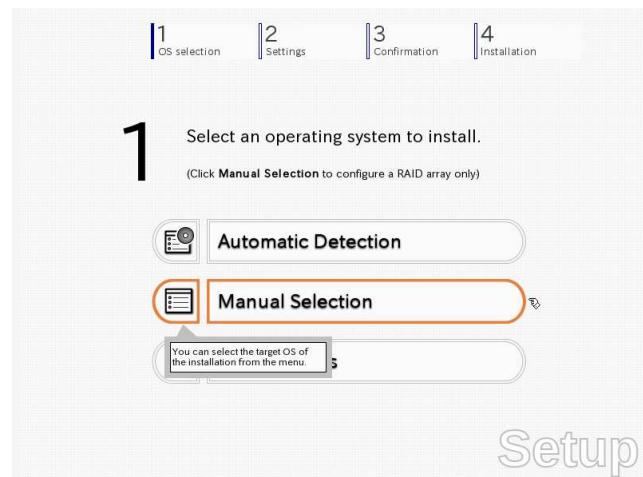 1
OS selection
2
Settings
3
Confirmation
4
Installation
1
Select an operating system to install.
(Click Manual Selection to configure a RAID array only)
Automatic Detection
Manual Selection
You can select the target OS of
the installation from the menu.
Setup